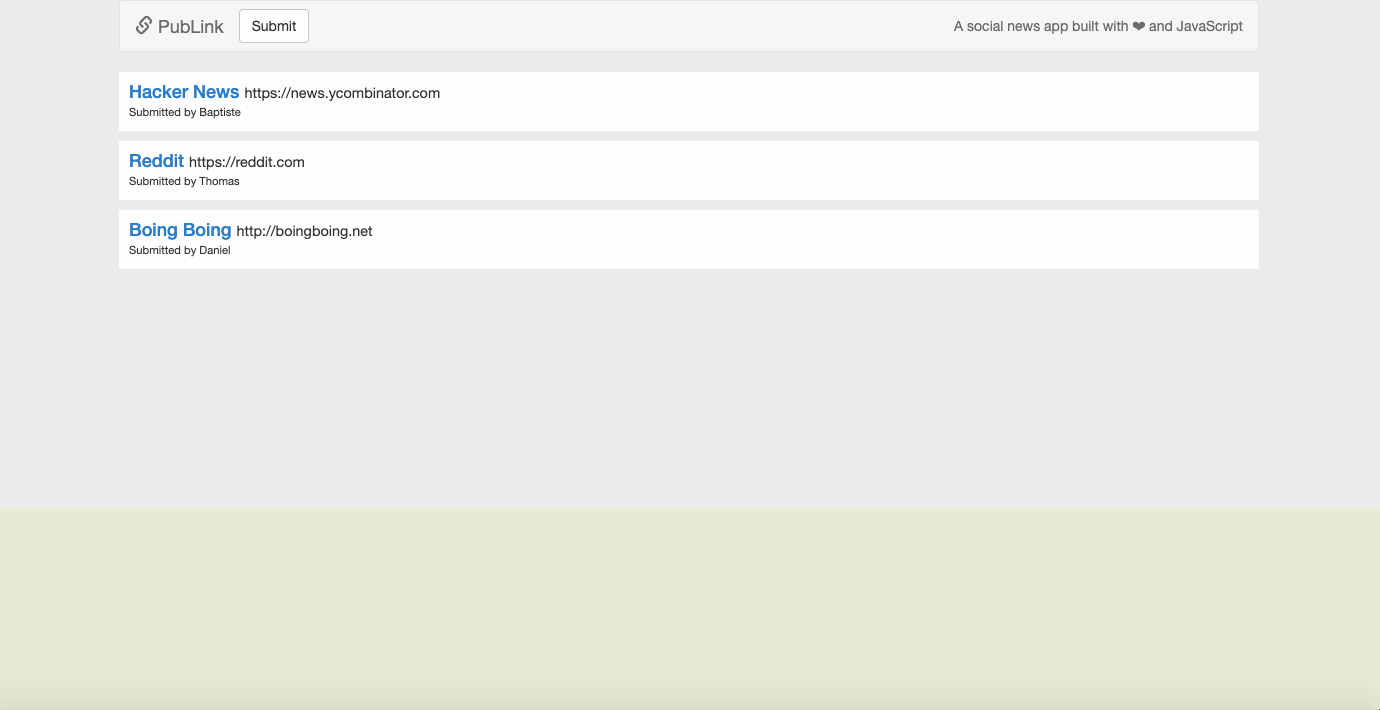 PubLink Submit A social news app built with ❤ and JavaScript
Hacker News https://news.ycombinator.com
Submitted by Baptiste
Reddit https://reddit.com
Submitted by Thomas
Boing Boing http://boingboing.net
Submitted by Daniel